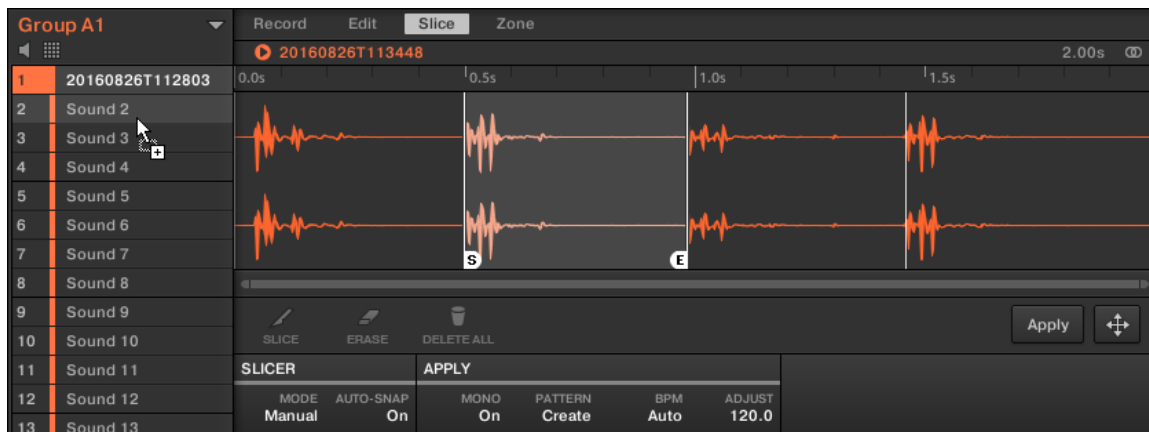 Group A1
1 20160826T112803
2 Sound 2
3 Sound 3
4 Sound 4
5 Sound 5
6 Sound 6
7 Sound 7
8 Sound 8
9 Sound 9
10 Sound 10
11 Sound 11
12 Sound 12
13 Sound 13
Record Edit Slice Zone
20160826T113448 2.00s
0.0s 0.5s 1.0s 1.5s
S E
SLICE ERASE DELETE ALL Apply
SLICER APPLY
MODE AUTO-SNAP MONO PATTERN BPM ADJUST
Manual On On Create Auto 120.0